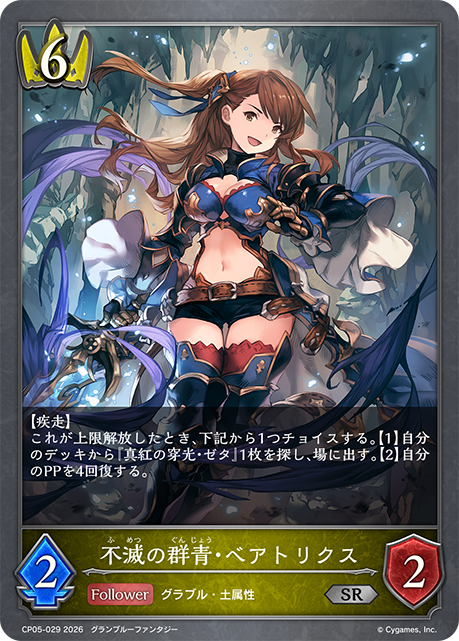 6
【疾走】
これが上限解放したとき、下記から1つチョイスする。【1】自分
のデッキから『真紅の穿光・ゼタ』1枚を探し、場に出す。【2】自分
のPPを4回復する。
ふめつ ぐんじょう
不滅の群青・ベアトリクス
2
Follower グラブル・土属性 SR
2
CP05-029 2026 グランブルーファンタジー © Cygames, Inc.